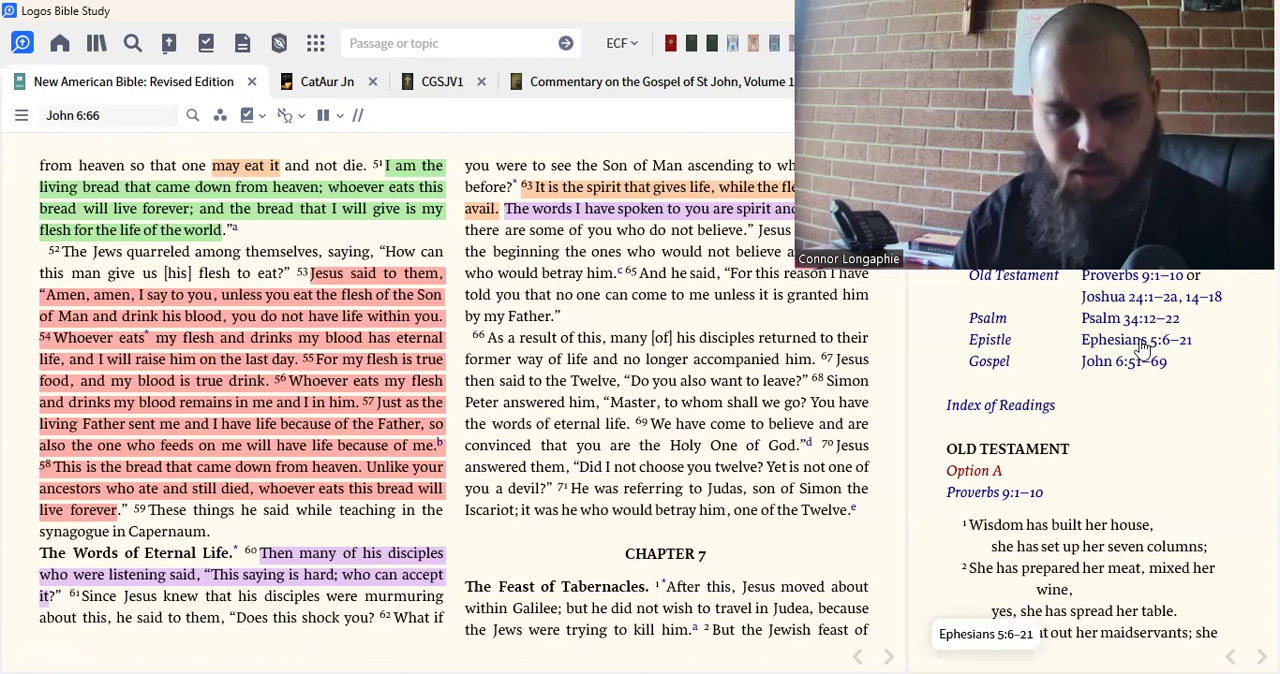 Logos Bible Study
Passage or topic
ECF
New American Bible: Revised Edition
CatAur Jn
CGSJV1
Commentary on the Gospel of St John, Volume 1
John 6:66
from heaven so that one may eat it and not die. 51 I am the
living bread that came down from heaven; whoever eats this
bread will live forever; and the bread that I will give is my
flesh for the life of the world.”a
52 The Jews quarreled among themselves, saying, “How can
this man give us [his] flesh to eat?” 53 Jesus said to them,
“Amen, amen, I say to you, unless you eat the flesh of the Son
of Man and drink his blood, you do not have life within you.
54 Whoever eats* my flesh and drinks my blood has eternal
life, and I will raise him on the last day. 55 For my flesh is true
food, and my blood is true drink. 56 Whoever eats my flesh
and drinks my blood remains in me and I in him. 57 Just as the
living Father sent me and I have life because of the Father, so
also the one who feeds on me will have life because of me.b
58 This is the bread that came down from heaven. Unlike your
ancestors who ate and still died, whoever eats this bread will
live forever.” 59 These things he said while teaching in the
synagogue in Capernaum.
The Words of Eternal Life.* 60 Then many of his disciples
who were listening said, “This saying is hard; who can accept
it?” 61 Since Jesus knew that his disciples were murmuring
about this, he said to them, “Does this shock you? 62 What if
you were to see the Son of Man ascending to
before?* 63 It is the spirit that gives life, while the
avail. The words I have spoken to you are spirit
there are some of you who do not believe.” Jesus
the beginning the ones who would not believe
who would betray him.c 65 And he said, “For this reason I have
told you that no one can come to me unless it is granted him
by my Father.”
66 As a result of this, many [of] his disciples returned to their
former way of life and no longer accompanied him. 67 Jesus
then said to the Twelve, “Do you also want to leave?” 68 Simon
Peter answered him, “Master, to whom shall we go? You have
the words of eternal life. 69 We have come to believe and are
convinced that you are the Holy One of God.”d 70 Jesus
answered them, “Did I not choose you twelve? Yet is not one of
you a devil?” 71 He was referring to Judas, son of Simon the
Iscariot; it was he who would betray him, one of the Twelve.e
CHAPTER 7
The Feast of Tabernacles. 1 *After this, Jesus moved about
within Galilee; but he did not wish to travel in Judea, because
the Jews were trying to kill him.a 2 But the Jewish feast of
Connor Longaphie
Old Testament Proverbs 9:1–10 or
Joshua 24:1–2a, 14–18
Psalm Psalm 34:12–22
Epistle Ephesians 5:6–21
Gospel John 6:51–69
Index of Readings
OLD TESTAMENT
Option A
Proverbs 9:1–10
1 Wisdom has built her house,
she has set up her seven columns;
2 She has prepared her meat, mixed her
wine,
yes, she has spread her table.
out her maidservants; she
Ephesians 5:6–21